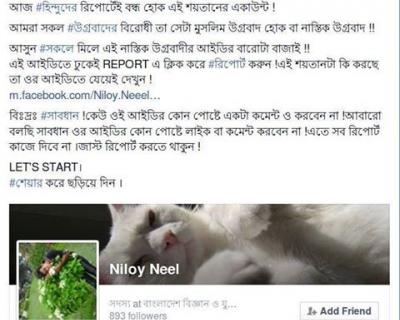 আজ #হিন্দুদের রিপোর্টেই বন্ধ হোক এই শয়তানের একাউন্ট !
আমরা সকল #উগ্রবাদের বিরোধী তা সেটা মুসলিম উগ্রবাদ হোক বা নাস্তিক উগ্রবাদ !!
আসুন #সকলে মিলে এই নাস্তিক উগ্রবাদীর আইডির বারোটা বাজাই !!
এই আইডিতে ঢুকেই REPORT এ ক্লিক করে #রিপোর্ট করুন !এই শয়তানটা কি করছে
তা ওর আইডিতে যেয়েই দেখুন !
m.facebook.com/Niloy.Neeel…
বিঃদ্রঃ #সাবধান !কেউ ওই আইডির কোন পোষ্টে একটা কমেন্ট ও করবেন না !আবারো
বলছি সাবধান ওর আইডির কোন পোষ্টে লাইক বা কমেন্ট করবেন না !এতে সব রিপোর্ট
কাজে দিবে না ।জাস্ট রিপোর্ট করতে থাকুন !
LET'S START।
#শেয়ার করে ছড়িয়ে দিন ।
Niloy Neel
সদস্য at বাংলাদেশ বিজ্ঞান ও যু...
893 followers
Add Friend